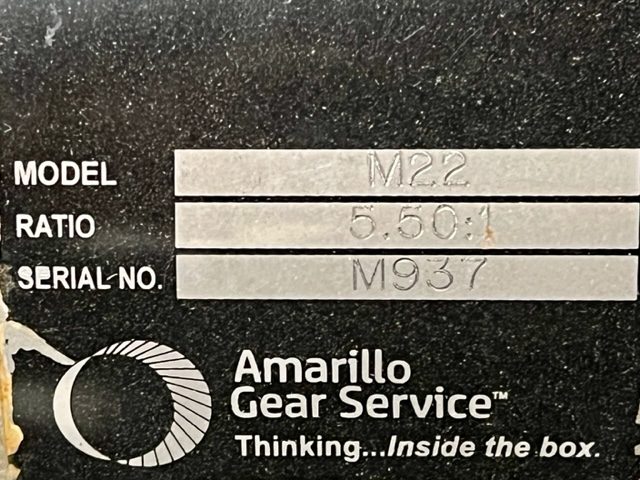 MODEL M22
RATIO 5.50:1
SERIAL NO. M937
Amarillo
Gear Service™
Thinking...Inside the box.